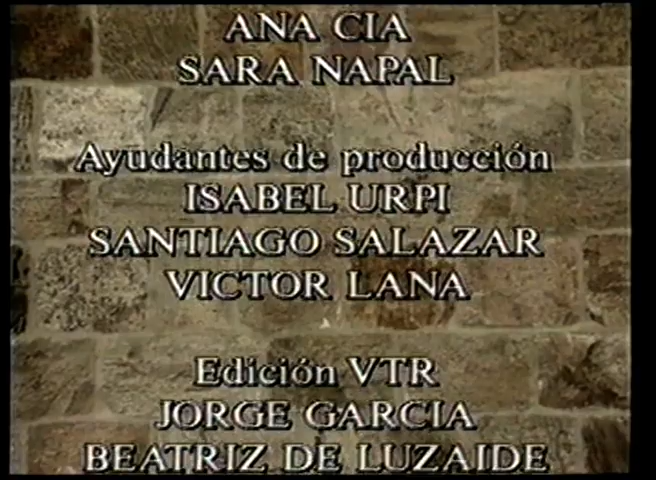 ANA CIA
SARA NAPAL
Ayudantes de producción
ISABEL URPI
SANTIAGO SALAZAR
VICTOR LANA
Edición VTR
JORGE GARCIA
BEATRIZ DE LUZAIDE